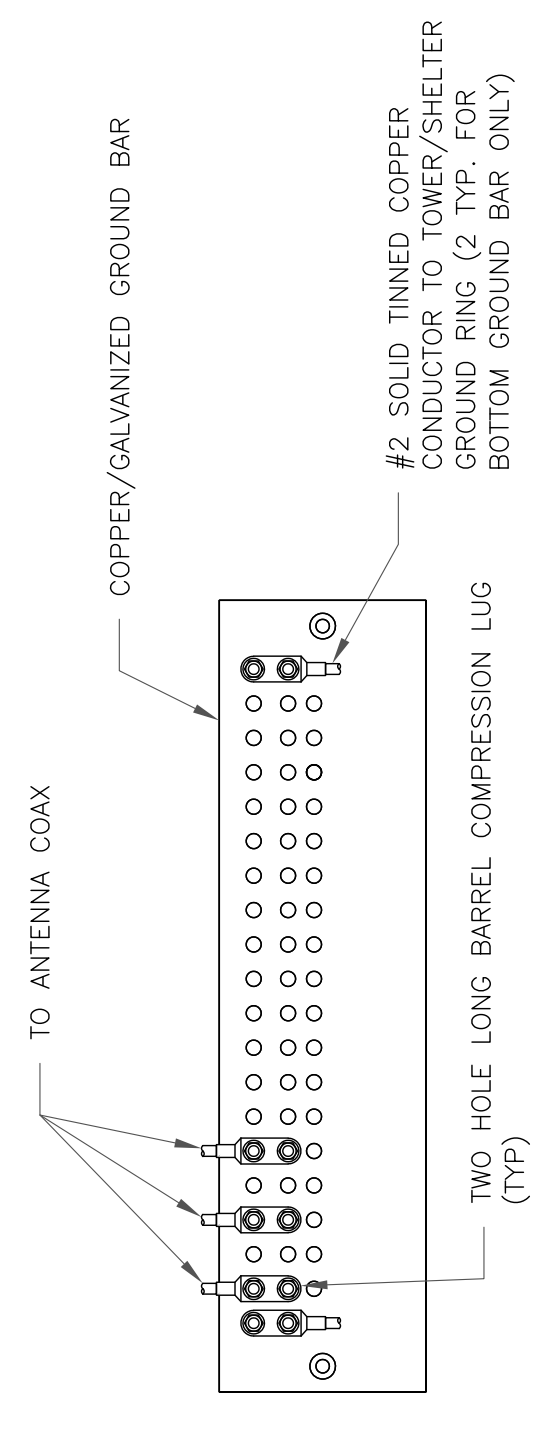 TO ANTENNA COAX
COPPER/GALVANIZED GROUND BAR
TWO HOLE LONG BARREL COMPRESSION LUG
(TYP)
#2 SOLID TINNED COPPER
CONDUCTOR TO TOWER/SHELTER
GROUND RING (2 TYP. FOR
BOTTOM GROUND BAR ONLY)